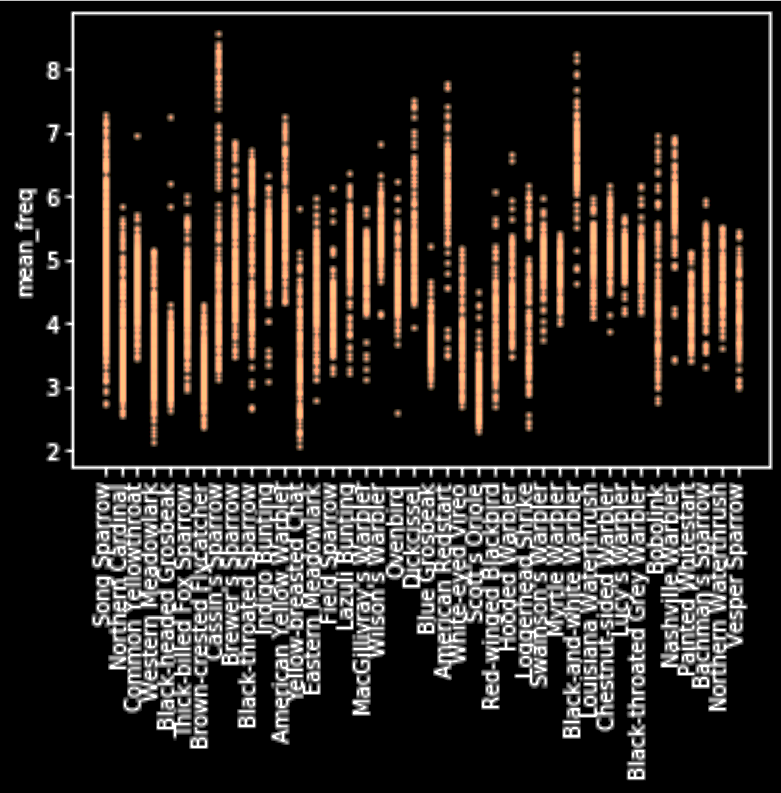 mean_freq
8
7
6
5
4
3
2
Song Sparrow
Northern Cardinal
Common Yellowthroat
Western Meadowlark
Black-headed Grosbeak
Thick-billed Fox Sparrow
Brown-crested Flycatcher
Cassin's Sparrow
Brewer's Sparrow
Black-throated Sparrow
Indigo Bunting
American Yellow Warbler
Yellow-breasted Chat
Eastern Meadowlark
Field Sparrow
Lazuli Bunting
MacGillivray's Warbler
Wilson's Warbler
Ovenbird
Dickcissel
Blue Grosbeak
American Redstart
White-eyed Vireo
Scott's Oriole
Red-winged Blackbird
Hooded Warbler
Loggerhead Shrike
Swainson's Warbler
Myrtle Warbler
Black-and-white Warbler
Louisiana Waterthrush
Chestnut-sided Warbler
Lucy's Warbler
Black-throated Grey Warbler
Bobolink
Nashville Warbler
Painted Whitestart
Bachman's Sparrow
Northern Waterthrush
Vesper Sparrow